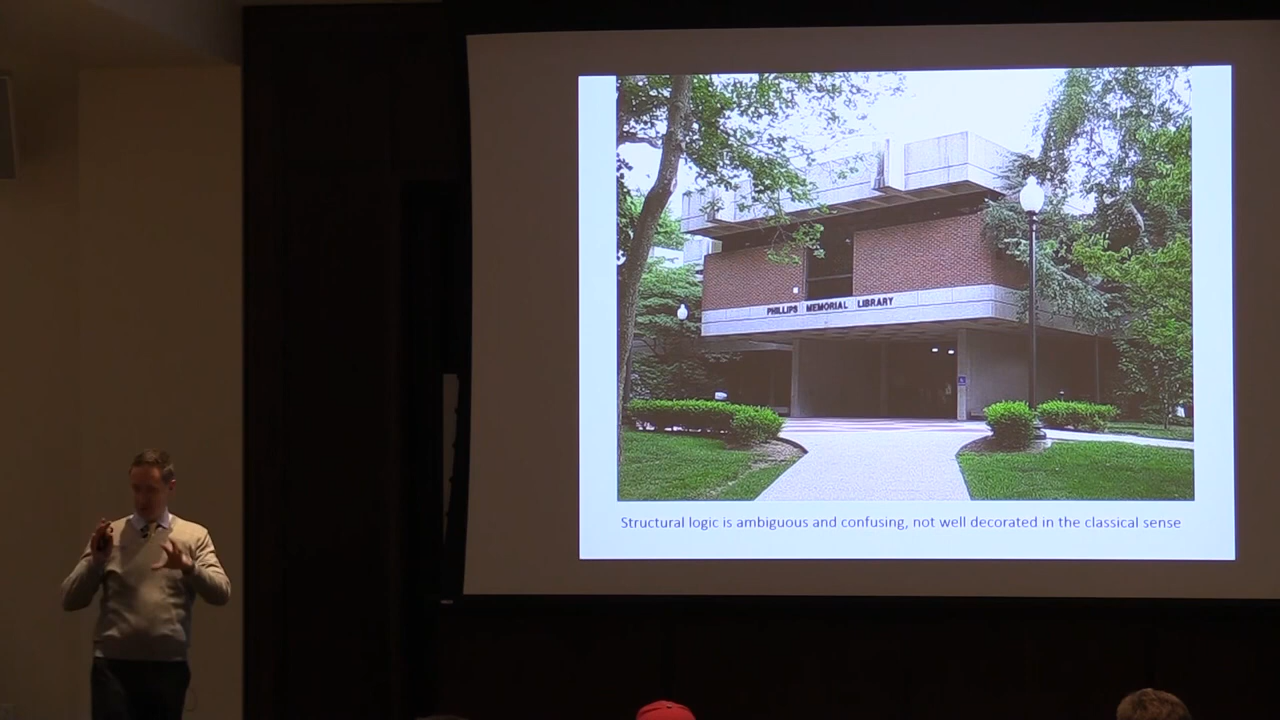 PHILLIPS MEMORIAL LIBRARY
Structural logic is ambiguous and confusing, not well decorated in the classical sense